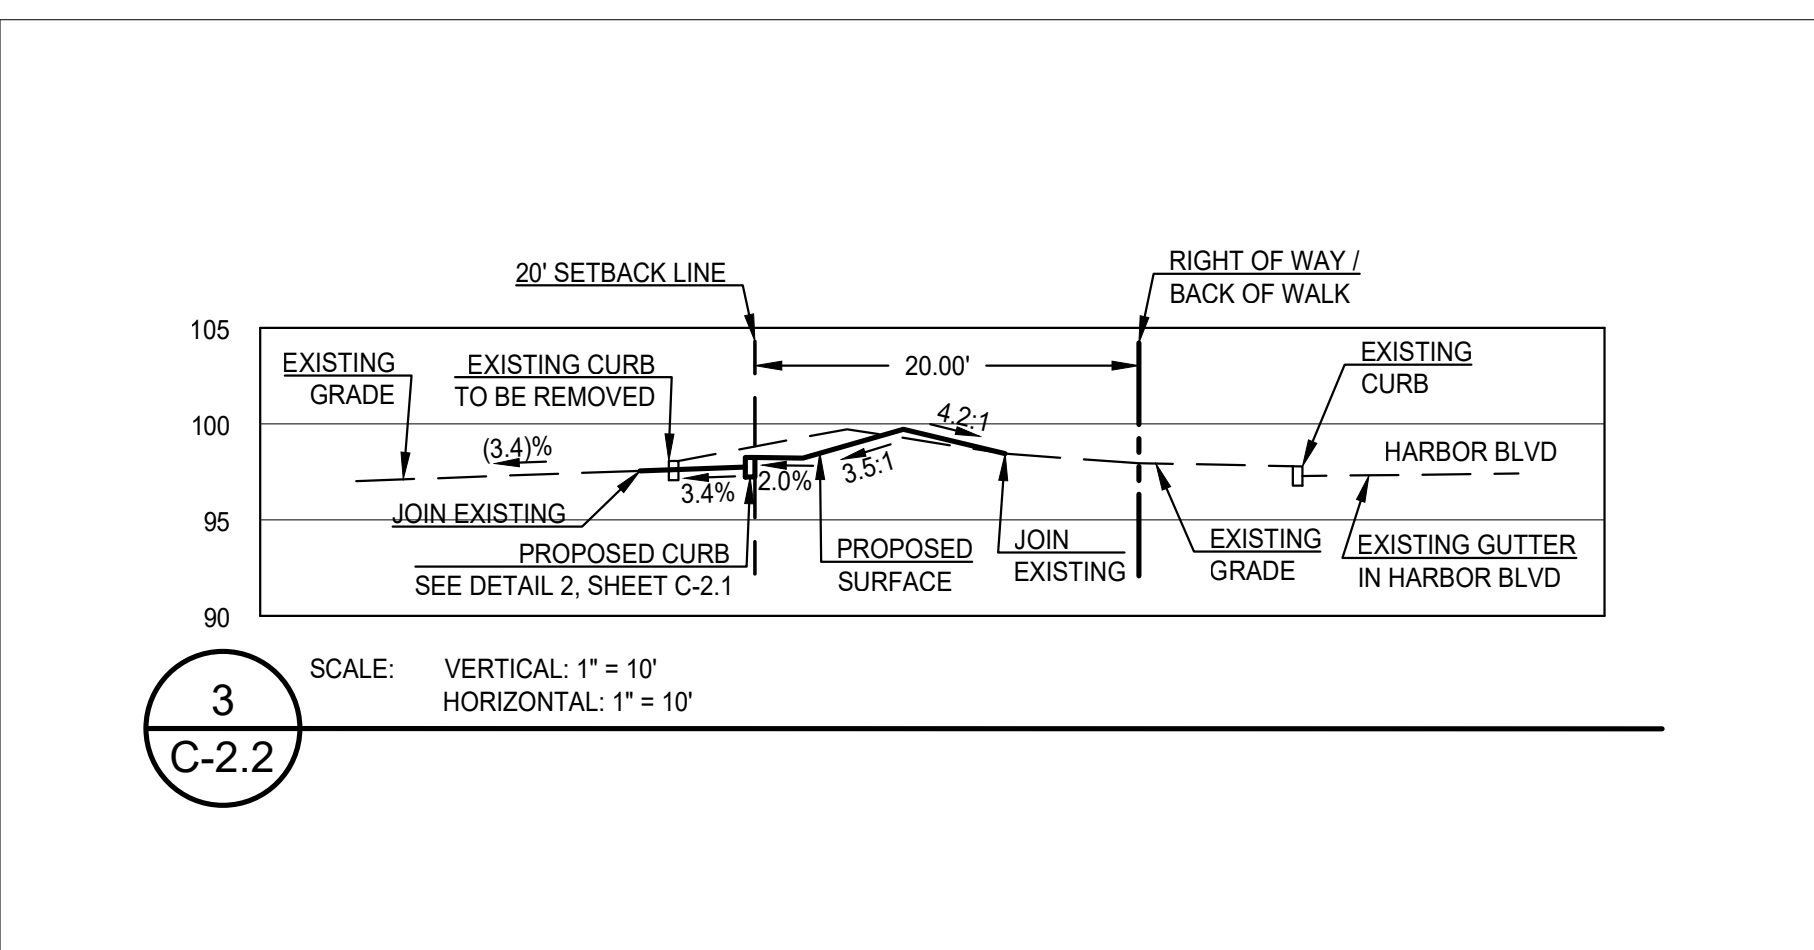 20' SETBACK LINE
RIGHT OF WAY /
BACK OF WALK
105
EXISTING
GRADE
EXISTING CURB
TO BE REMOVED
20.00'
EXISTING
CURB
100
(3.4)%
4.2:1
HARBOR BLVD
3.5:1
2.0%
3.4%
JOIN EXISTING
95
PROPOSED CURB
SEE DETAIL 2, SHEET C-2.1
PROPOSED
SURFACE
JOIN
EXISTING
EXISTING
GRADE
EXISTING GUTTER
IN HARBOR BLVD
90
SCALE: VERTICAL: 1" = 10'
HORIZONTAL: 1" = 10'
3
C-2.2